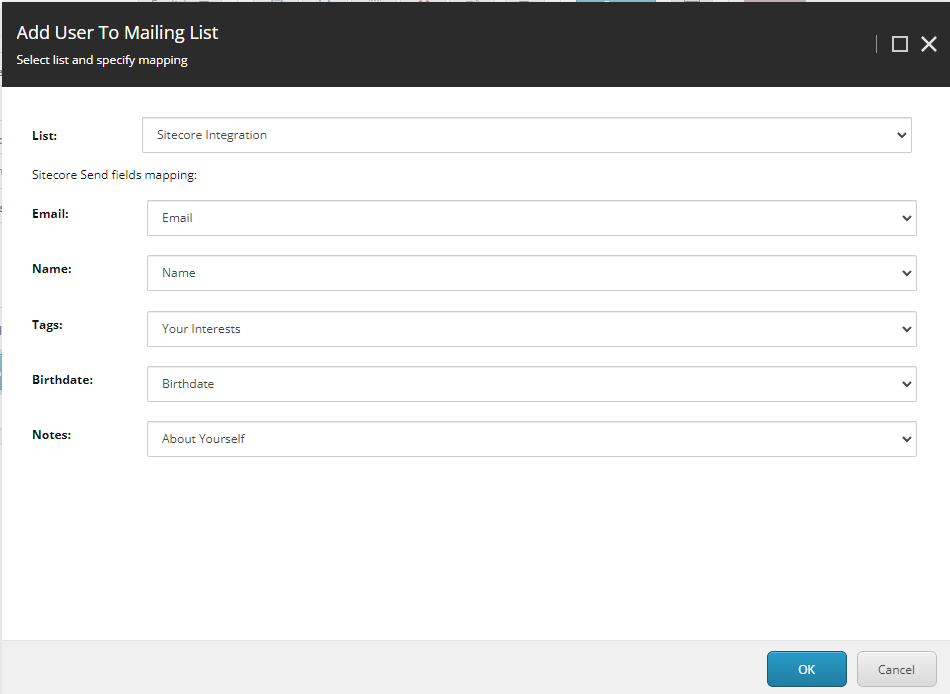 Add User To Mailing List
Select list and specify mapping
List: Sitecore Integration
Sitecore Send fields mapping:
Email: Email
Name: Name
Tags: Your Interests
Birthdate: Birthdate
Notes: About Yourself
OK Cancel